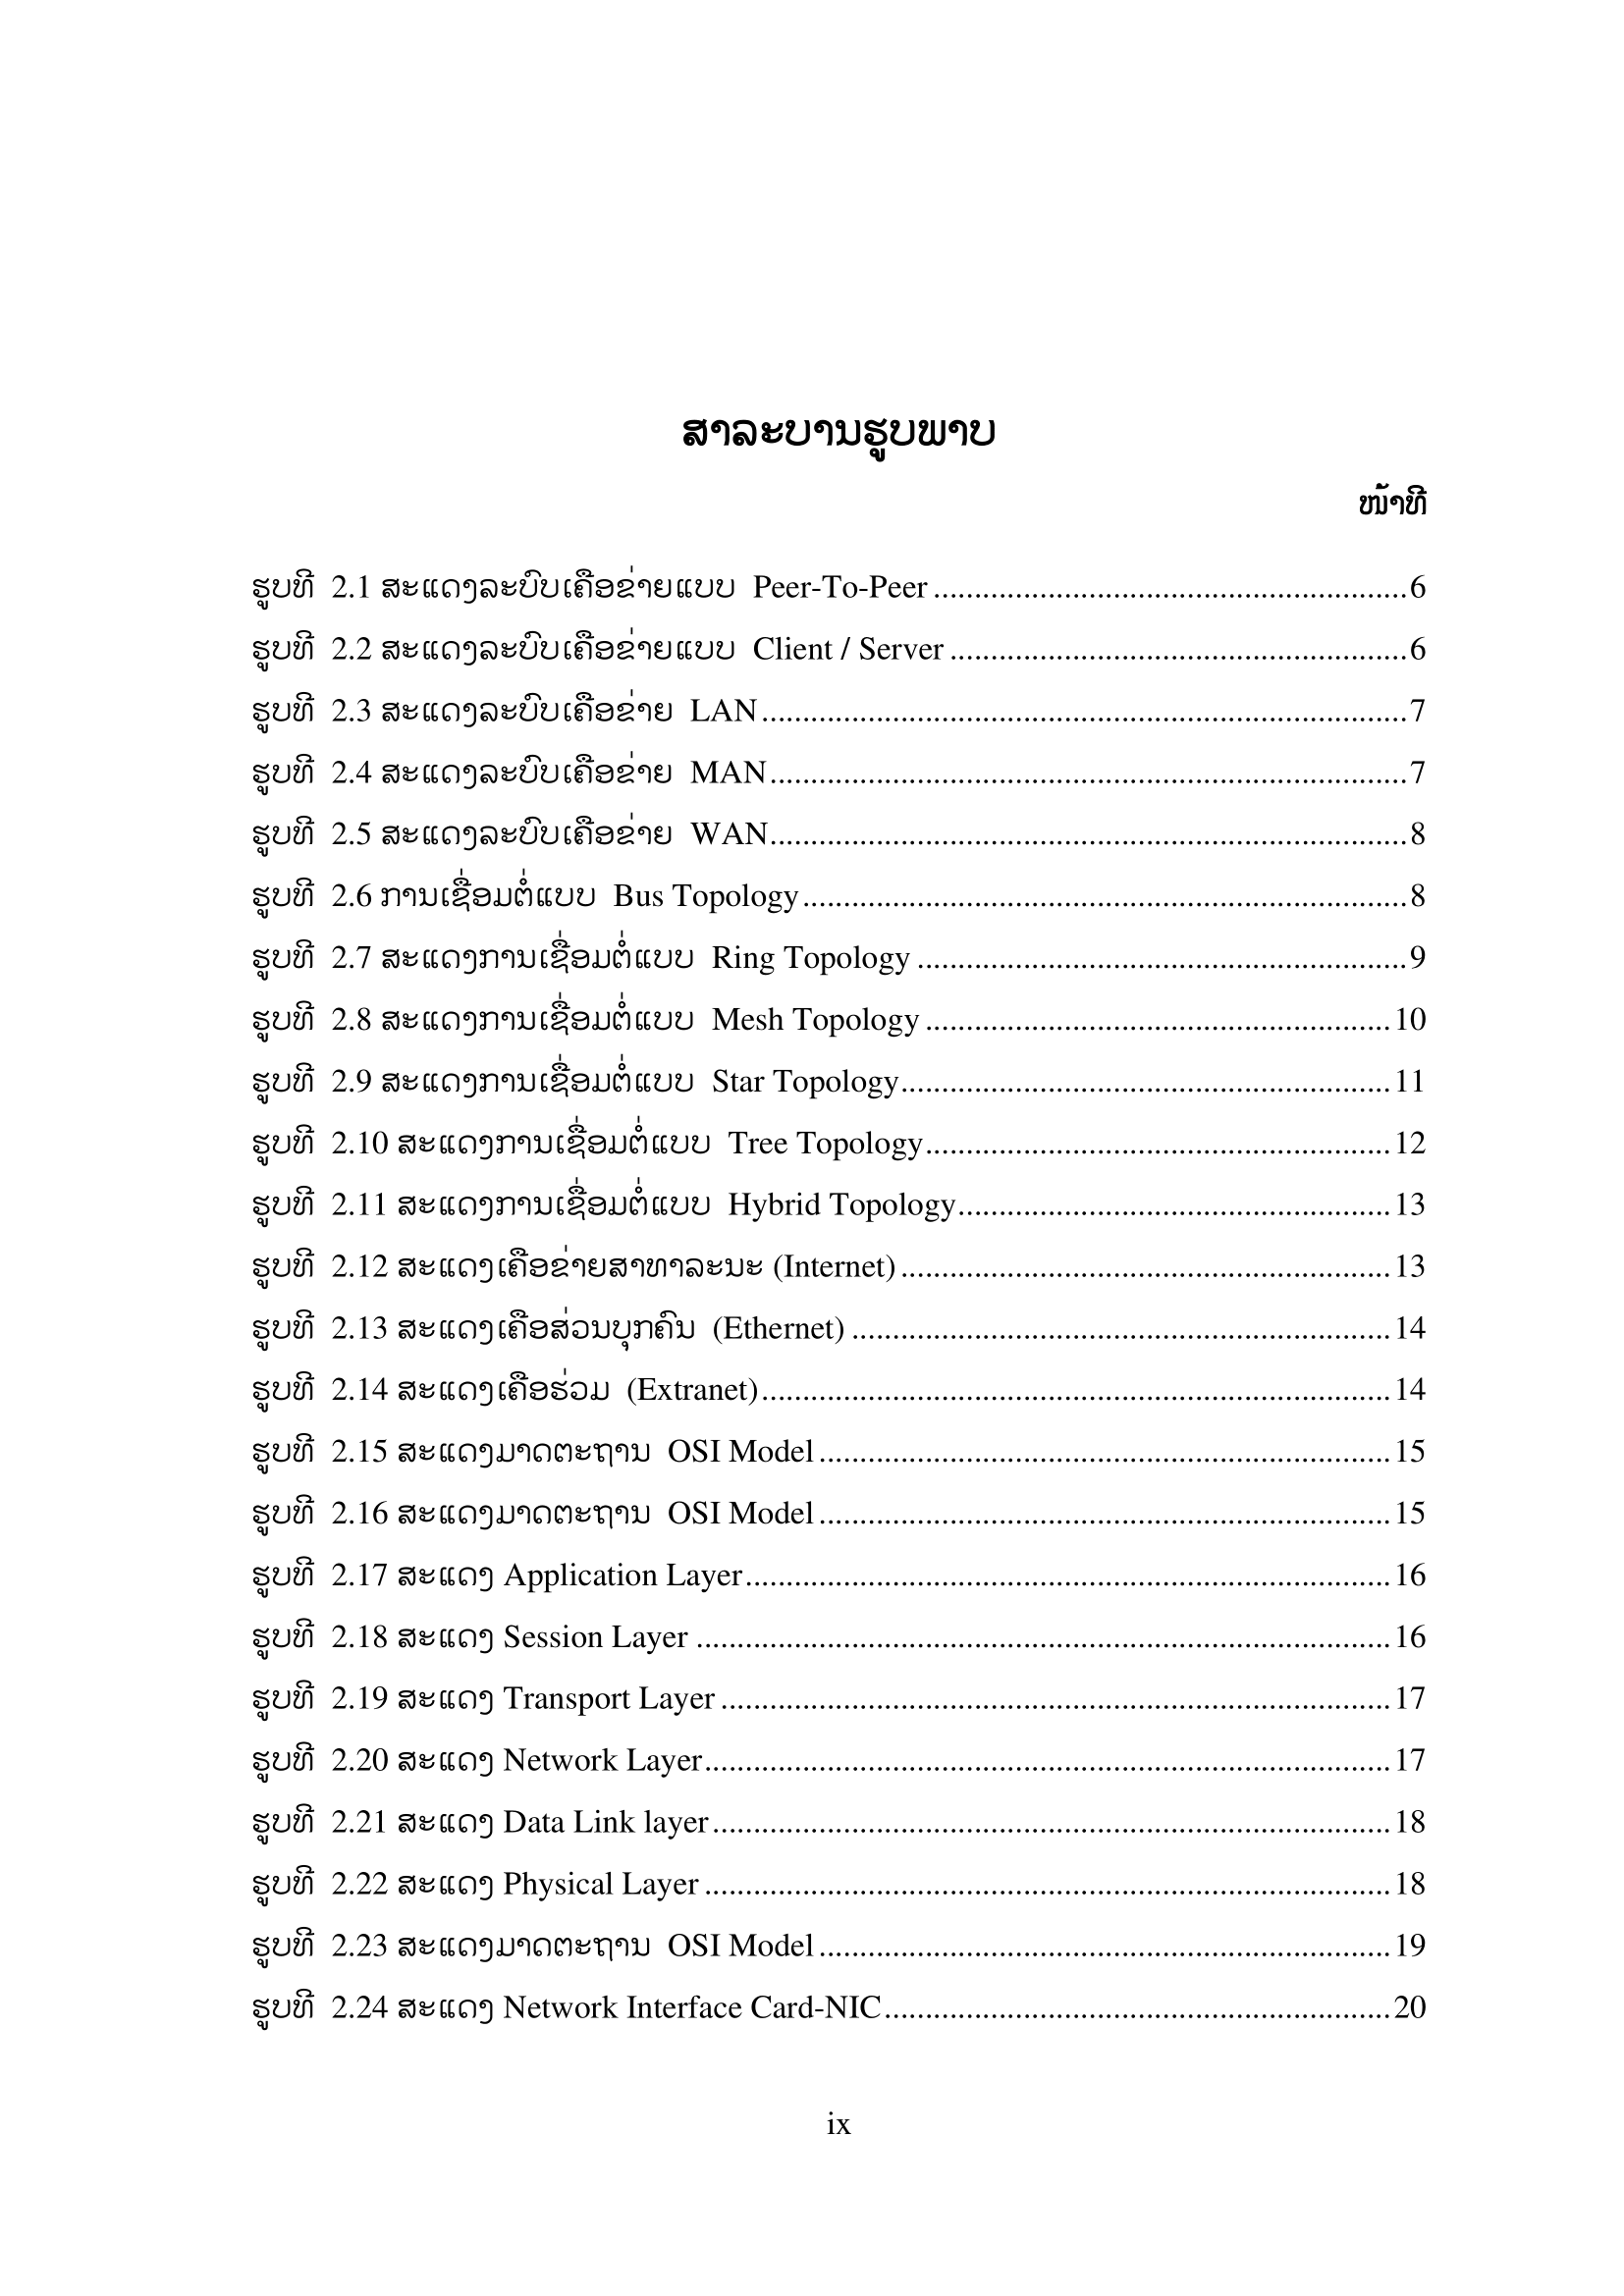 ສາລະບານຮູບພາບ
ໜ້າທີ
ຮູບທີ 2.1 ສະແດງລະບົບເຄືອຂ່າຍແບບ Peer-To-Peer ........................................................ 6
ຮູບທີ 2.2 ສະແດງລະບົບເຄືອຂ່າຍແບບ Client / Server ........................................................ 6
ຮູບທີ 2.3 ສະແດງລະບົບເຄືອຂ່າຍ LAN ........................................................ 7
ຮູບທີ 2.4 ສະແດງລະບົບເຄືອຂ່າຍ MAN ........................................................ 7
ຮູບທີ 2.5 ສະແດງລະບົບເຄືອຂ່າຍ WAN ........................................................ 8
ຮູບທີ 2.6 ການເຊື່ອມຕໍ່ແບບ Bus Topology ........................................................ 8
ຮູບທີ 2.7 ສະແດງການເຊື່ອມຕໍ່ແບບ Ring Topology ........................................................ 9
ຮູບທີ 2.8 ສະແດງການເຊື່ອມຕໍ່ແບບ Mesh Topology ........................................................ 10
ຮູບທີ 2.9 ສະແດງການເຊື່ອມຕໍ່ແບບ Star Topology ........................................................ 11
ຮູບທີ 2.10 ສະແດງການເຊື່ອມຕໍ່ແບບ Tree Topology ........................................................ 12
ຮູບທີ 2.11 ສະແດງການເຊື່ອມຕໍ່ແບບ Hybrid Topology ........................................................ 13
ຮູບທີ 2.12 ສະແດງເຄືອຂ່າຍສາທາລະນະ (Internet) ........................................................ 13
ຮູບທີ 2.13 ສະແດງເຄືອສ່ວນບຸກຄົນ (Ethernet) ........................................................ 14
ຮູບທີ 2.14 ສະແດງເຄືອຮ່ວມ (Extranet) ........................................................ 14
ຮູບທີ 2.15 ສະແດງມາດຕະຖານ OSI Model ........................................................ 15
ຮູບທີ 2.16 ສະແດງມາດຕະຖານ OSI Model ........................................................ 15
ຮູບທີ 2.17 ສະແດງ Application Layer ........................................................ 16
ຮູບທີ 2.18 ສະແດງ Session Layer ........................................................ 16
ຮູບທີ 2.19 ສະແດງ Transport Layer ........................................................ 17
ຮູບທີ 2.20 ສະແດງ Network Layer ........................................................ 17
ຮູບທີ 2.21 ສະແດງ Data Link layer ........................................................ 18
ຮູບທີ 2.22 ສະແດງ Physical Layer ........................................................ 18
ຮູບທີ 2.23 ສະແດງມາດຕະຖານ OSI Model ........................................................ 19
ຮູບທີ 2.24 ສະແດງ Network Interface Card-NIC ........................................................ 20
ix